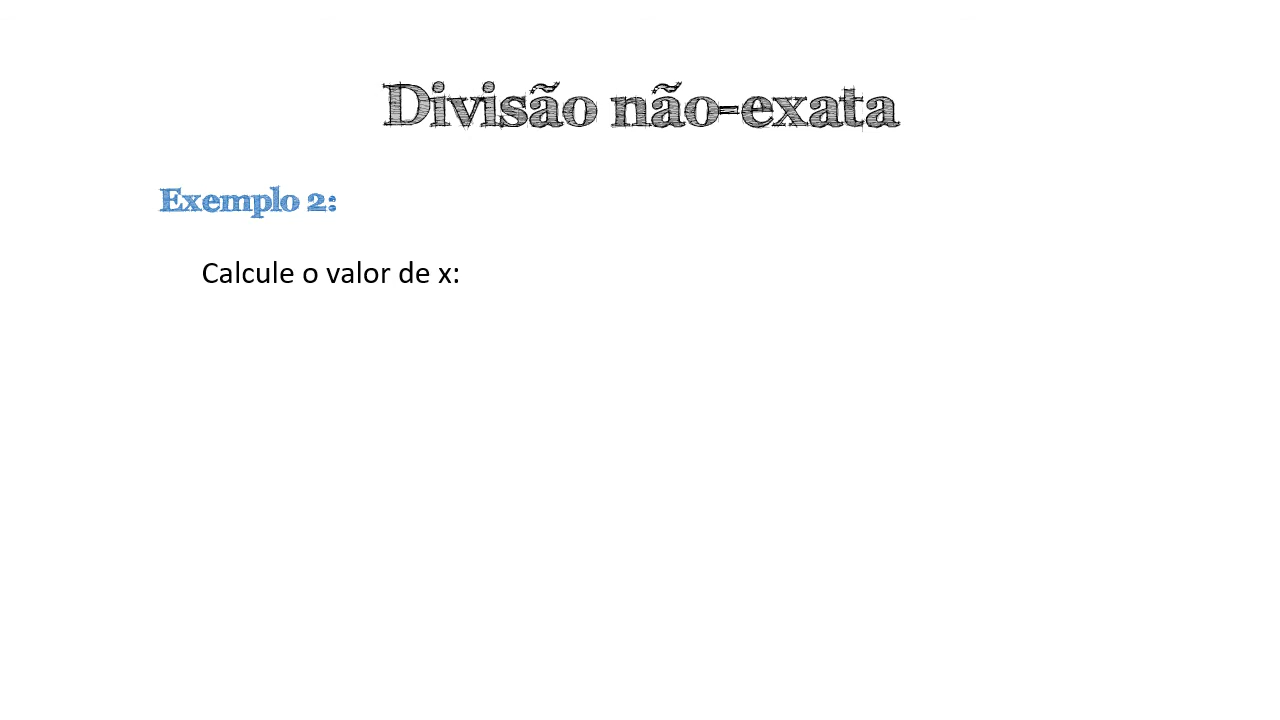 Divisão não-exata
Exemplo 2:
Calcule o valor de x: